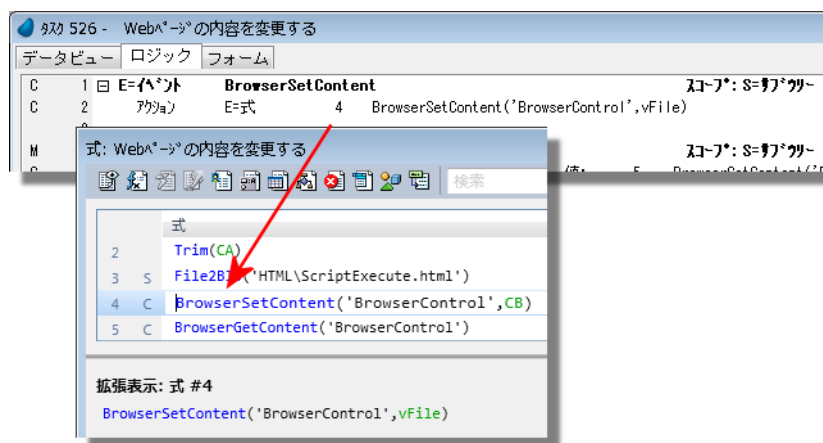 ﾀｽｸ 526 - Webﾍﾟｰｼﾞの内容を変更する
データビュー ロジック フォーム
C 1 E=ｲﾍﾞﾝﾄ BrowserSetContent ｽｺｰﾌﾟ: S=ｻﾌﾞﾂﾘｰ
C 2 ｱｸｼｮﾝ E=式 4 BrowserSetContent('BrowserControl',vFile)
M ｽｺｰﾌﾟ: S=ｻﾌﾞﾂﾘｰ
式: Webﾍﾟｰｼﾞの内容を変更する
検索
式
2 Trim(CA)
3 S File2Bl ('HTML\ScriptExecute.html')
4 C BrowserSetContent('BrowserControl',CB)
5 C BrowserGetContent('BrowserControl')
拡張表示: 式 #4
BrowserSetContent('BrowserControl',vFile)